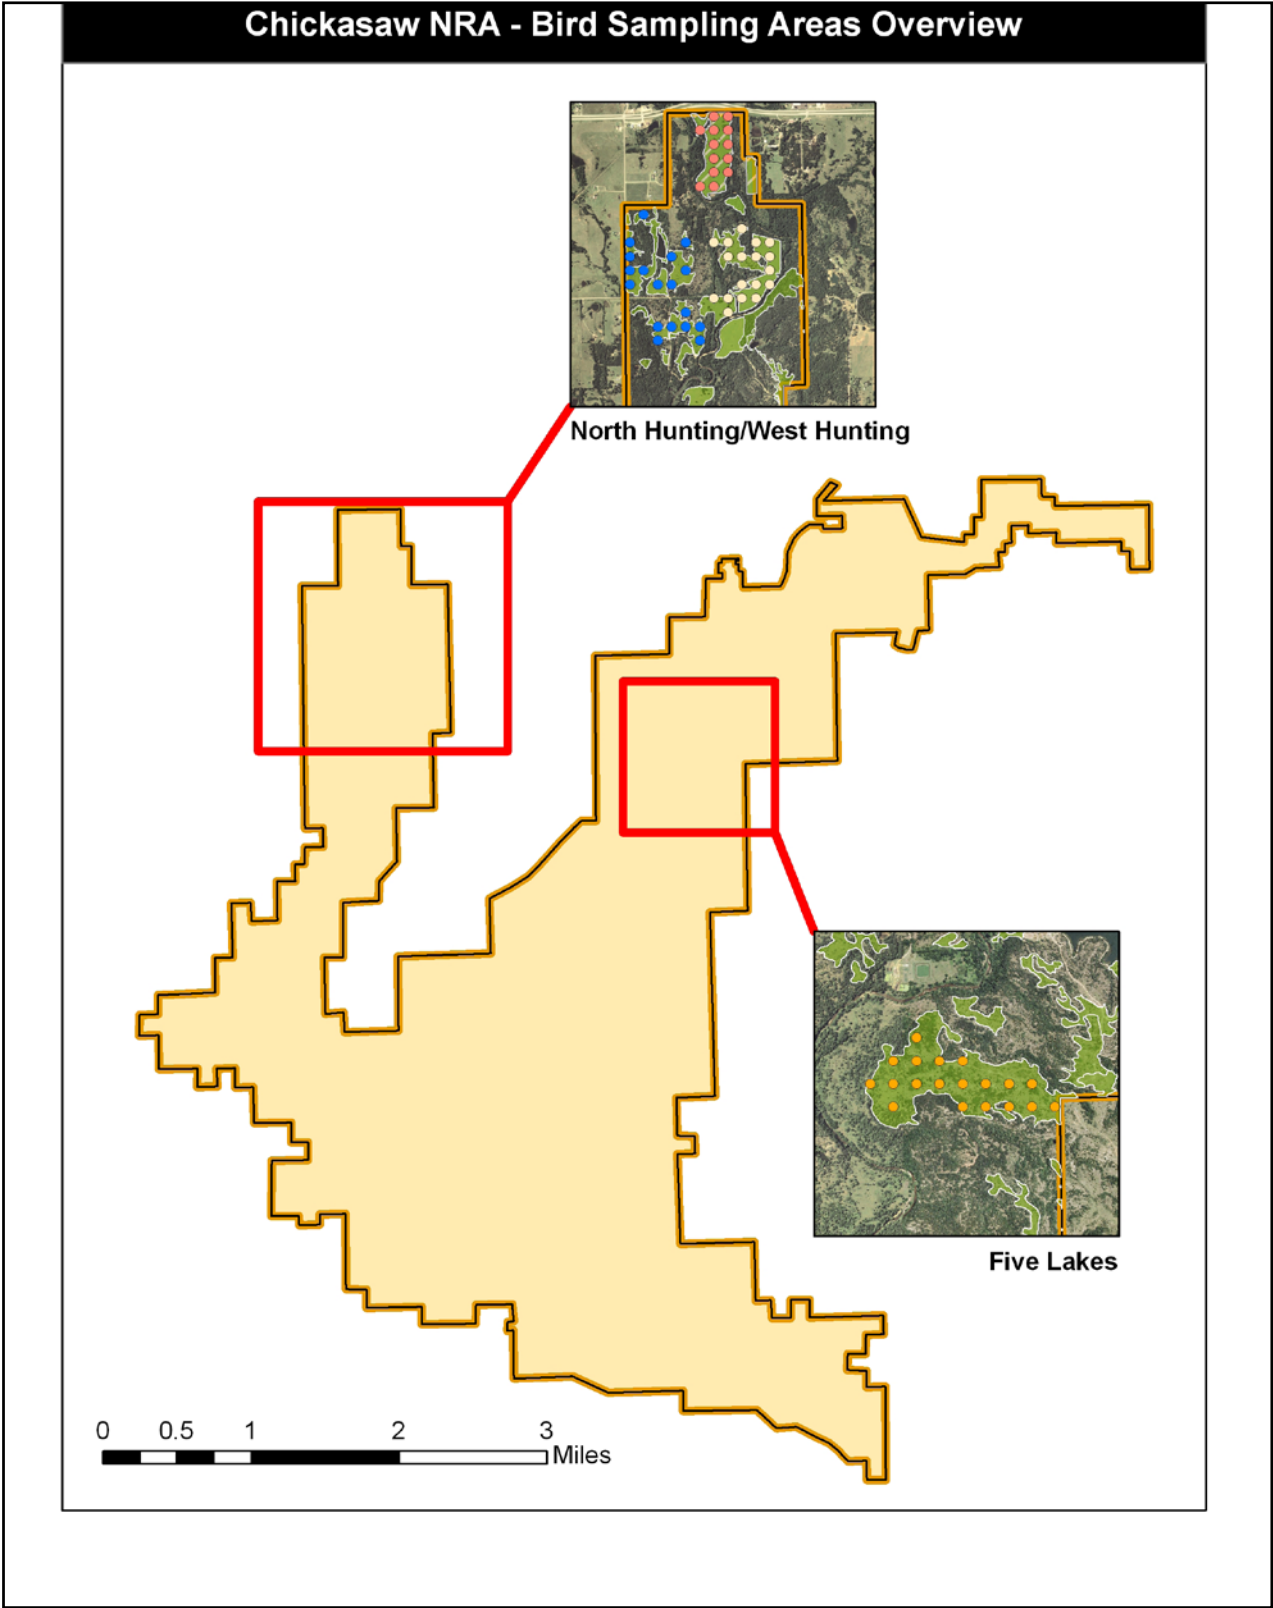 Chickasaw NRA - Bird Sampling Areas Overview
North Hunting/West Hunting
Five Lakes
0 0.5 1 2 3
Miles